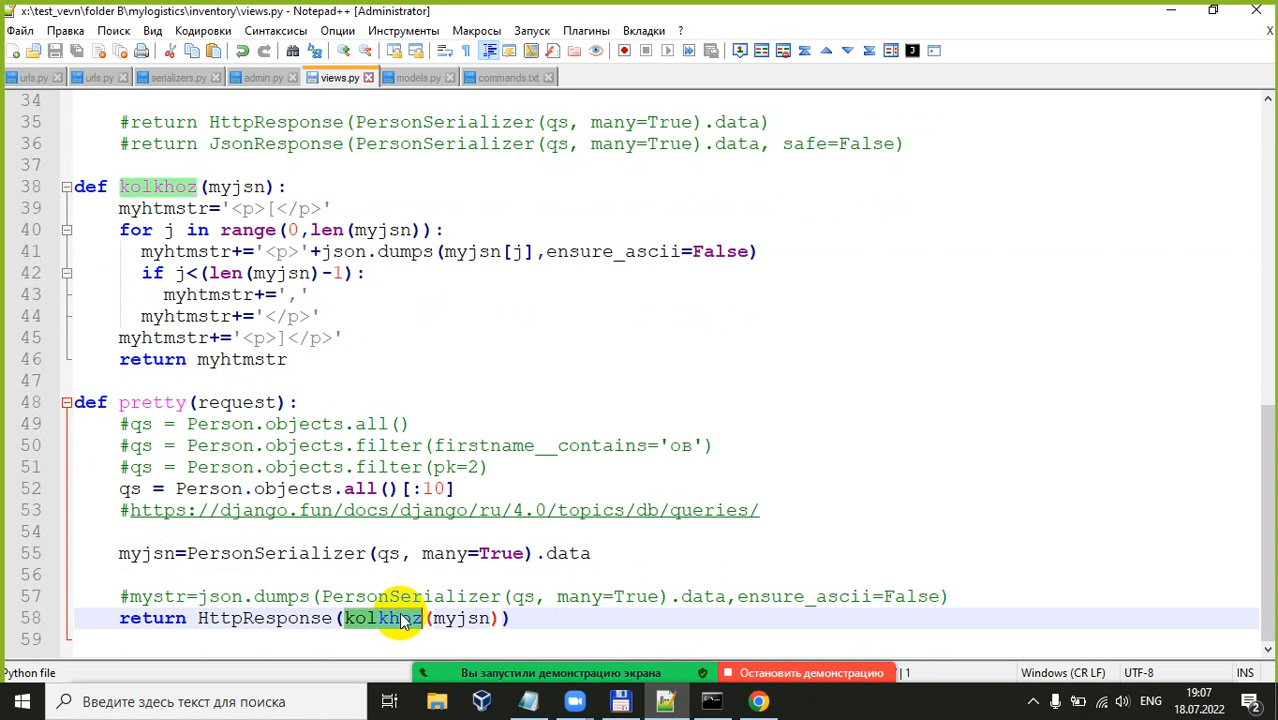 x:\test_vevn\folder B\mylogistics\inventory\views.py - Notepad++ [Administrator]
Файл Правка Поиск Вид Кодировки Синтаксисы Опции Инструменты Макросы Запуск Плагины Вкладки ? X
urls.py urls.py serializers.py admin.py views.py models.py commands.txt
34
35 #return HttpResponse(PersonSerializer(qs, many=True).data)
36 #return JsonResponse(PersonSerializer(qs, many=True).data, safe=False)
37
38 def kolkhoz(myjsn):
39 myhtmstr='<p>[</p>'
40 for j in range(0,len(myjsn)):
41 myhtmstr+='<p>'+json.dumps(myjsn[j],ensure_ascii=False)
42 if j<(len(myjsn)-1):
43 myhtmstr+=','
44 myhtmstr+='</p>'
45 myhtmstr+='<p>]</p>'
46 return myhtmstr
47
48 def pretty(request):
49 #qs = Person.objects.all()
50 #qs = Person.objects.filter(firstname__contains='ов')
51 #qs = Person.objects.filter(pk=2)
52 qs = Person.objects.all()[:10]
53 #https://django.fun/docs/django/ru/4.0/topics/db/queries/
54
55 myjsn=PersonSerializer(qs, many=True).data
56
57 #mystr=json.dumps(PersonSerializer(qs, many=True).data,ensure_ascii=False)
58 return HttpResponse(kolkhoz(myjsn))
59
Python file Вы запустили демонстрацию экрана Остановить демонстрацию | 1 Windows (CR LF) UTF-8 INS
Введите здесь текст для поиска ENG 19:07
18.07.2022 2